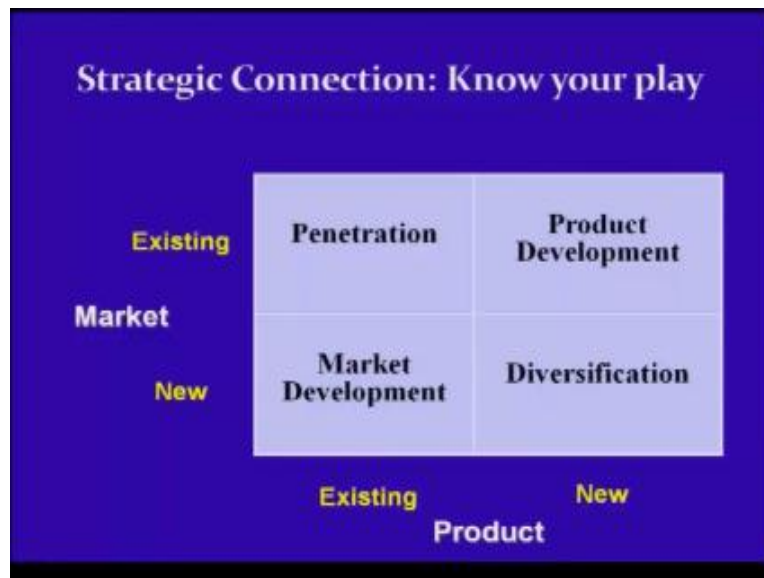 Strategic Connection: Know your play
Existing
Penetration
Product
Development
Market
New
Market
Development
Diversification
Existing
New
Product